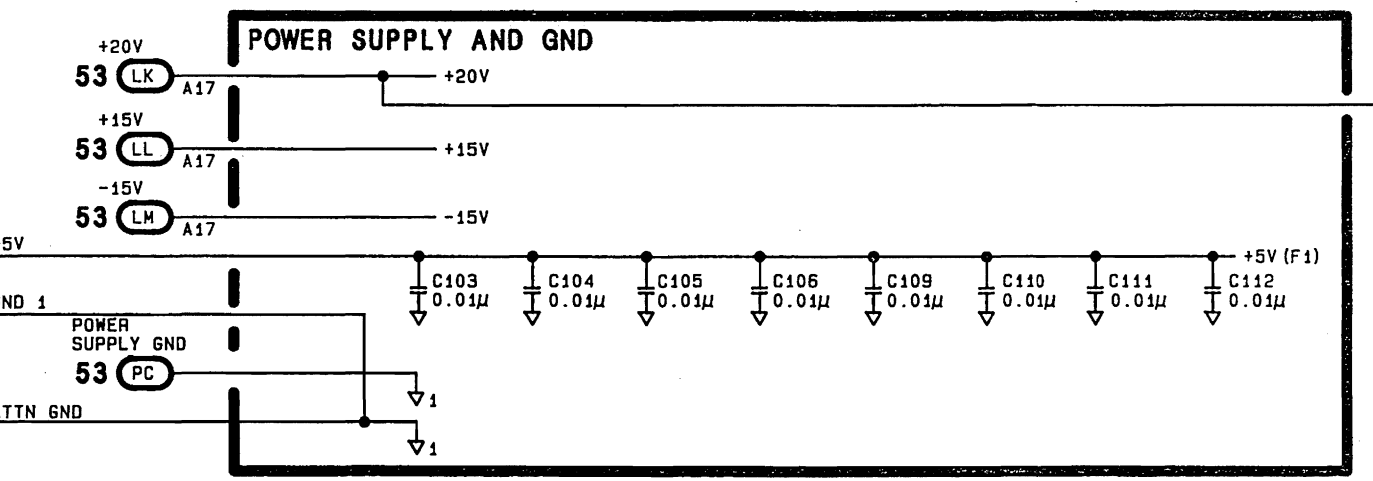 POWER SUPPLY AND GND
+20V
53 LK A17 +20V
+15V
53 LL A17 +15V
-15V
53 LM A17 -15V
5V +5V (F1)
C103 C104 C105 C106 C109 C110 C111 C112
0.01µ 0.01µ 0.01µ 0.01µ 0.01µ 0.01µ 0.01µ 0.01µ
ND 1
POWER
SUPPLY GND
53 PC
1
TTN GND
1